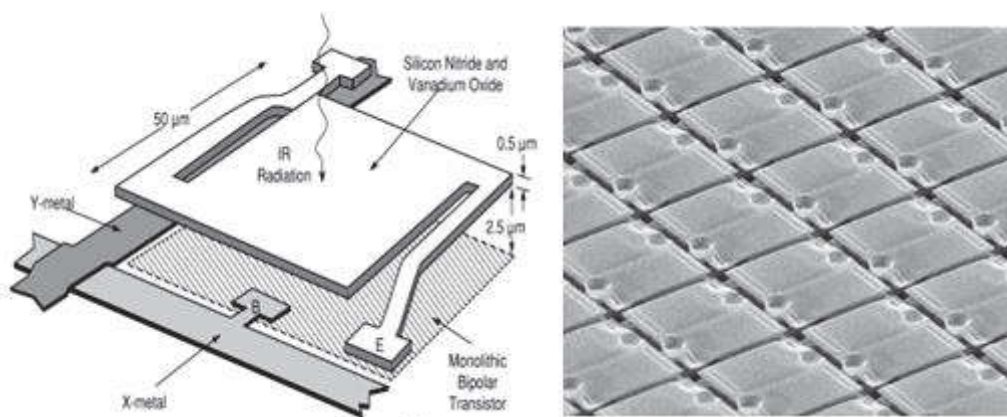 Silicon Nitride and
Vanadium Oxide
50 µm
0.5 µm
IR
Radiation
Y-metal
2.5 µm
B
E
Monolithic
Bipolar
Transistor
X-metal